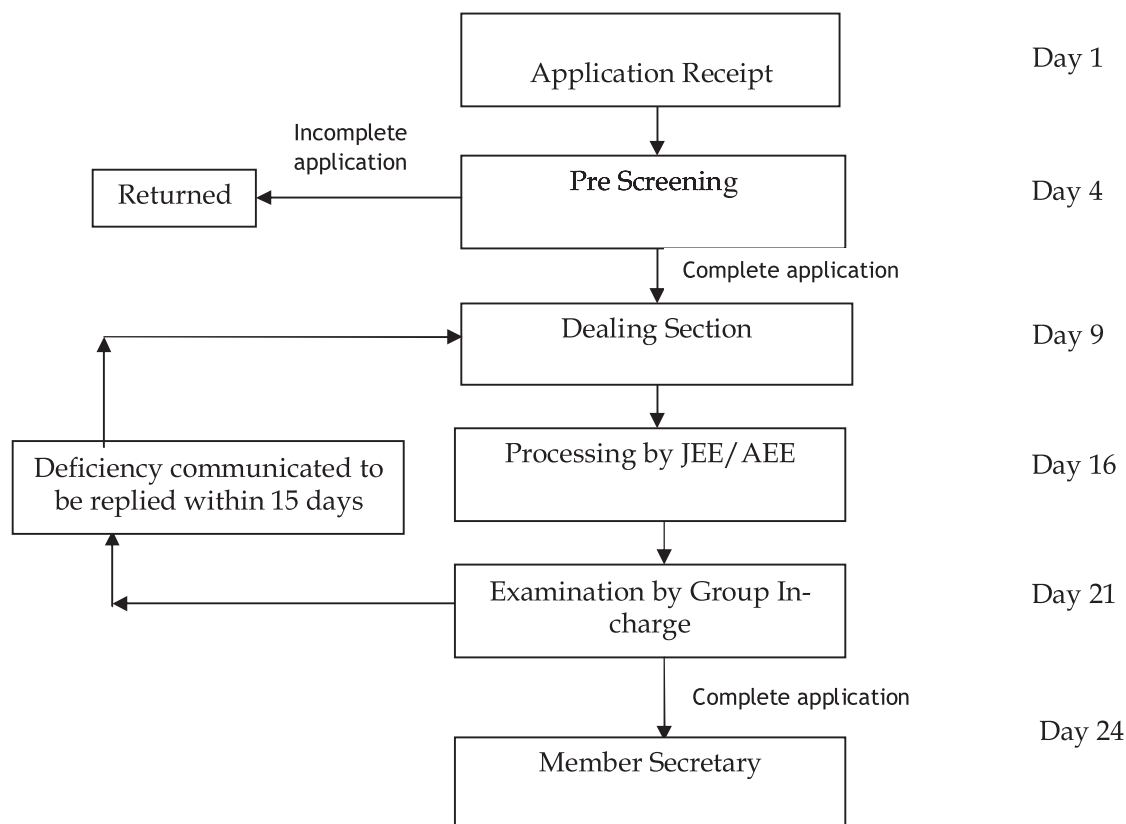 Application Receipt
Day 1
Incomplete
application
Returned
Pre Screening
Day 4
Complete application
Dealing Section
Day 9
Deficiency communicated to
be replied within 15 days
Processing by JEE/AEE
Day 16
Examination by Group In-
charge
Day 21
Complete application
Day 24
Member Secretary